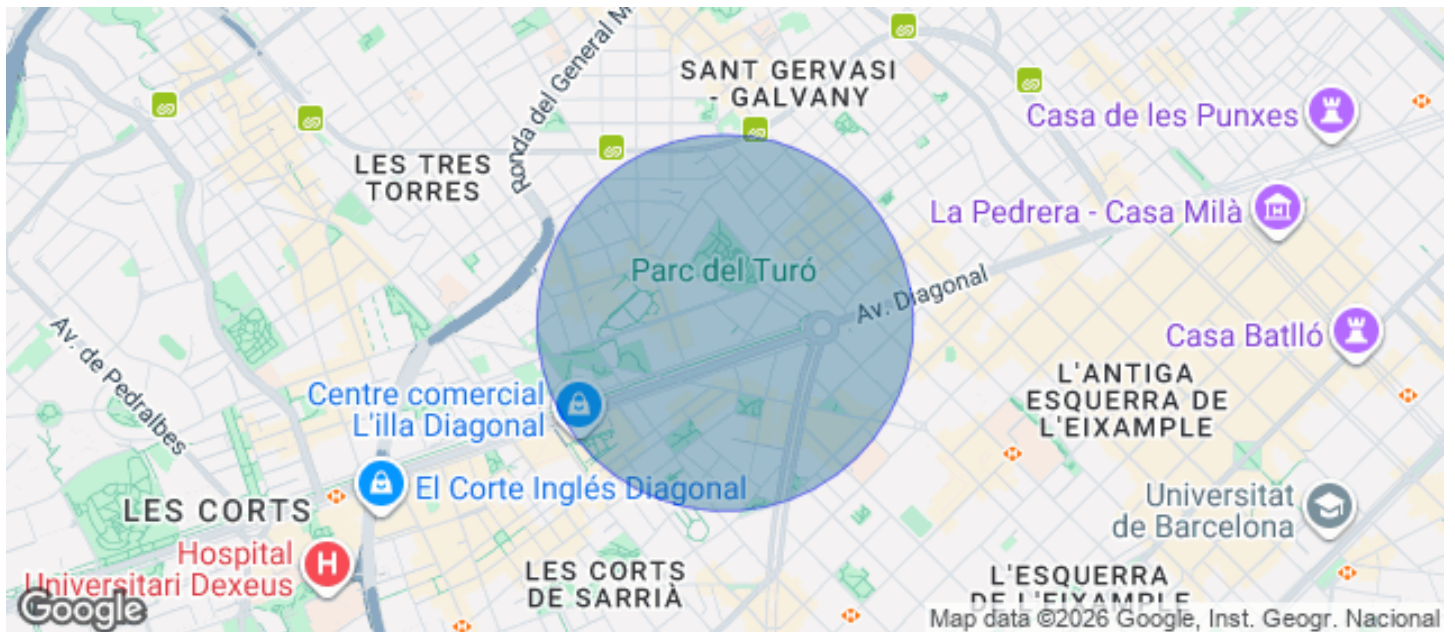 SANT GERVASI
- GALVANY
Ronda del General M
Casa de les Punxes
LES TRES
TORRES
La Pedrera - Casa Milà
Parc del Turó
Av. Diagonal
Casa Batlló
Av. de Pedralbes
Centre comercial
L'illa Diagonal
L'ANTIGA
ESQUERRA DE
L'EIXAMPLE
El Corte Inglés Diagonal
LES CORTS
Universitat
de Barcelona
Hospital
Universitari Dexeus
H
LES CORTS
DE SARRIÀ
L'ESQUERRA
DE L'EIXAMPLE
Google
Map data ©2026 Google, Inst. Geogr. Nacional